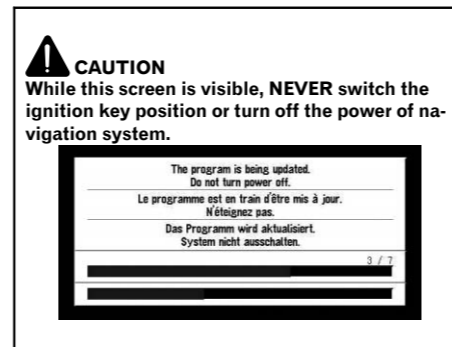 CAUTION
While this screen is visible, NEVER switch the
ignition key position or turn off the power of na-
vigation system.
The program is being updated.
Do not turn power off.
Le programme est en train d'être mis à jour.
N'éteignez pas.
Das Programm wird aktualisiert.
System nicht ausschalten.
3 / 7